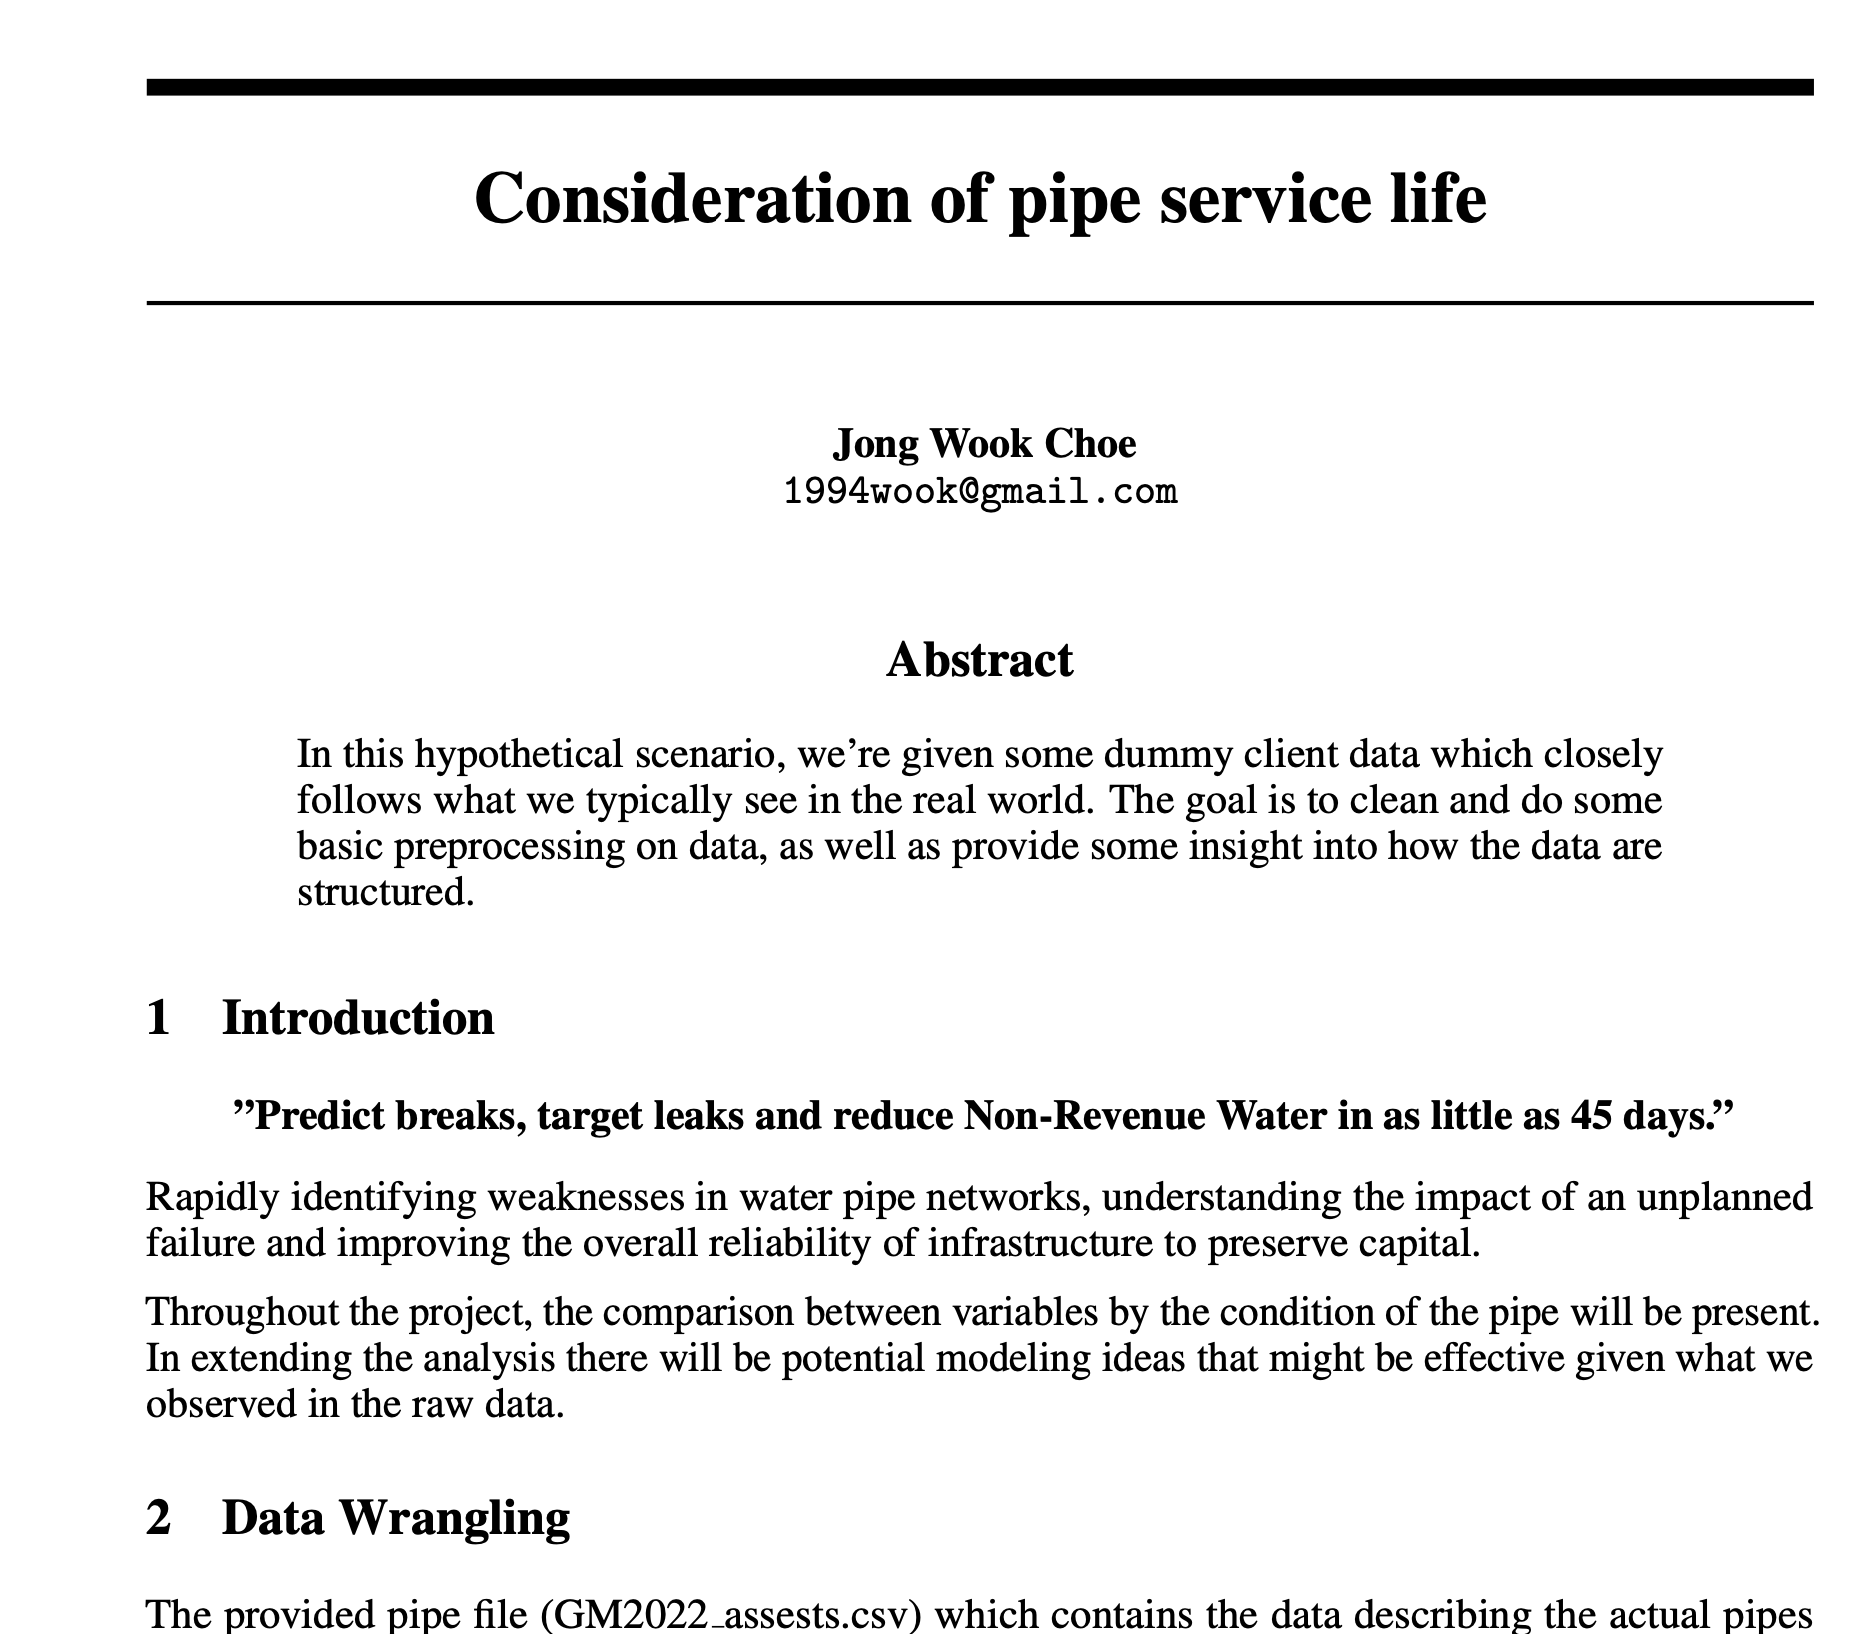 Consideration of pipe service life
Jong Wook Choe
1994wook@gmail.com
Abstract
In this hypothetical scenario, we’re given some dummy client data which closely
follows what we typically see in the real world. The goal is to clean and do some
basic preprocessing on data, as well as provide some insight into how the data are
structured.
1 Introduction
”Predict breaks, target leaks and reduce Non-Revenue Water in as little as 45 days.”
Rapidly identifying weaknesses in water pipe networks, understanding the impact of an unplanned
failure and improving the overall reliability of infrastructure to preserve capital.
Throughout the project, the comparison between variables by the condition of the pipe will be present.
In extending the analysis there will be potential modeling ideas that might be effective given what we
observed in the raw data.
2 Data Wrangling
The provided pipe file (GM2022_assests.csv) which contains the data describing the actual pipes